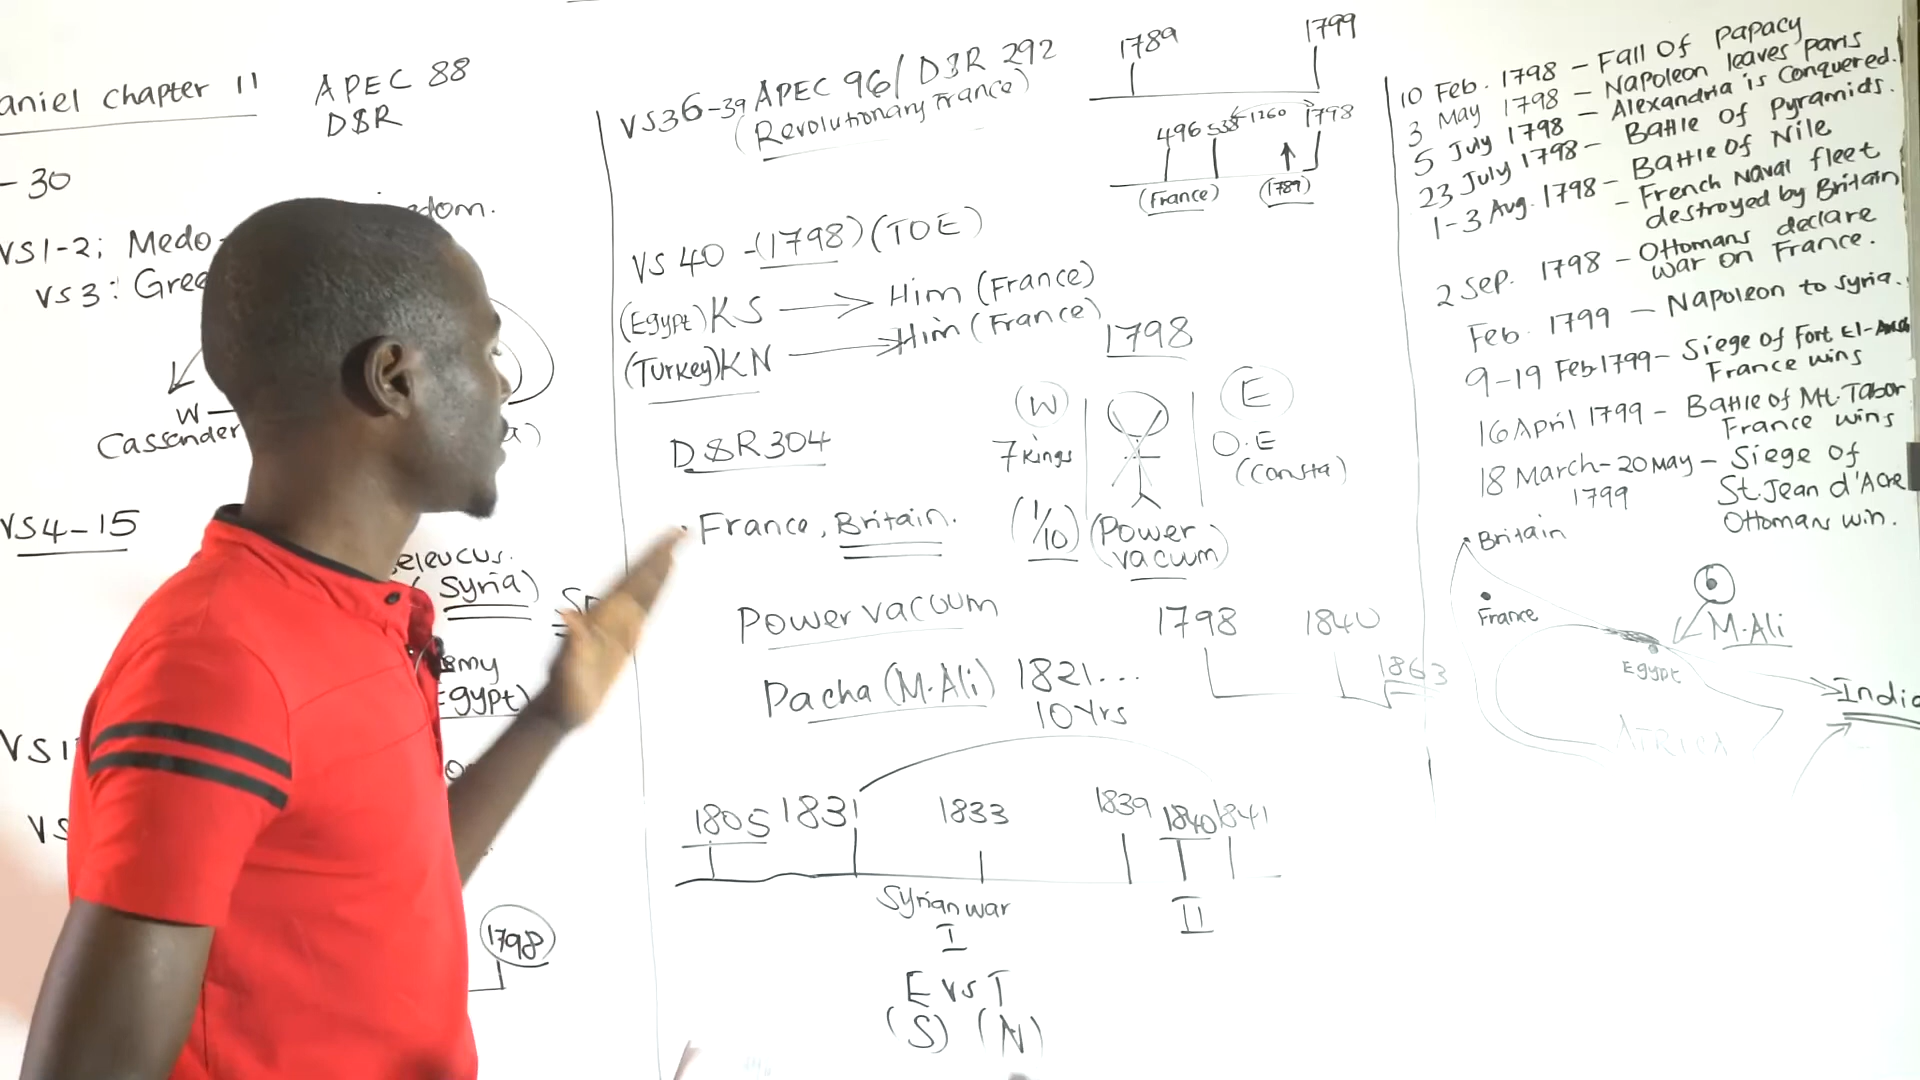 aniel chapter 11
APEC 88
D&R
- 30
dom.
VS1-2; Medo
VS3: Gree
W
Cassander
VS4-15
eleucus.
(Syria)
emy
Egypt)
VS1
VS
1798
VS36-39 APEC 96/D&R 292
(Revolutionary France)
1789 1799
496 538 1260 1798
(France) (1789)
VS 40 - (1798) (TOE)
(Egypt) KS Him (France)
(Turkey) KN Him (France)
1798
D&R 304
W E
7 kings O.E
(Consta)
France, Britain.
(1/10) (Power
vacuum)
Power vacuum
1798 1840
1863
Pacha (M.Ali) 1821...
10 Yrs
1805 1831 1833 1839 1840 1841
Syrian war
I II
E vs T
(S) (N)
10 Feb. 1798 - Fall Of Papacy
3 May 1798 - Napoleon leaves paris
5 July 1798 - Alexandria is Conquered.
23 July 1798 - Battle Of Pyramids.
1-3 Aug. 1798 - Battle Of Nile
- French Naval fleet
destroyed by Britain
2 Sep. 1798 - Ottomans declare
war on France.
Feb. 1799 - Napoleon to Syria.
9-19 Feb 1799 - Siege of Fort El-
France wins
16 April 1799 - Battle of Mt. Tabor
France wins
18 March - 20 May - Siege of
1799 St. Jean d'Acre
Ottomans win.
Britain
France
M.Ali
Egypt
India
AFRICA